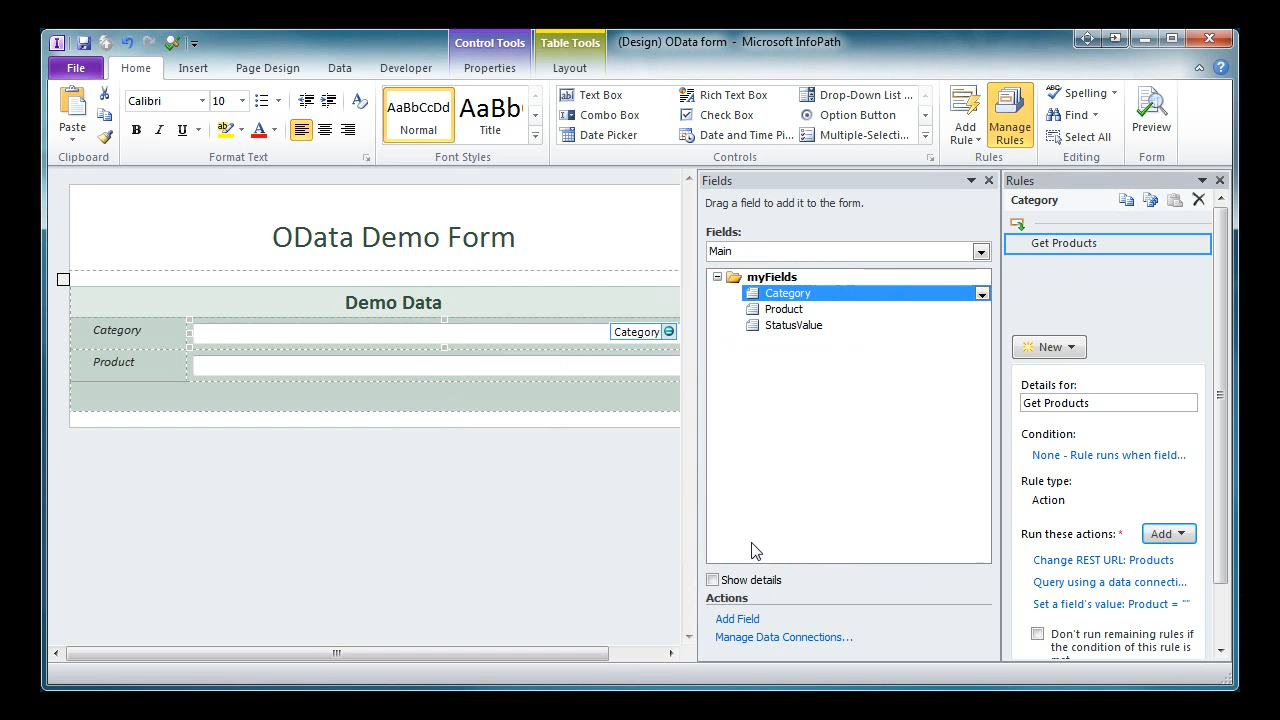 Control Tools
Table Tools
(Design) OData form - Microsoft InfoPath
File
Home
Insert
Page Design
Data
Developer
Properties
Layout
Paste
Clipboard
Calibri
10
B I U
A
Format Text
AaBbCcDd
Normal
AaBb
Title
Font Styles
Text Box
Combo Box
Date Picker
Rich Text Box
Check Box
Date and Time Pi...
Drop-Down List ...
Option Button
Multiple-Selecti...
Controls
Add
Rule
Manage
Rules
Rules
Spelling
Find
Select All
Editing
Preview
Form
OData Demo Form
Demo Data
Category
Category
Product
Fields
Drag a field to add it to the form.
Fields:
Main
myFields
Category
Product
StatusValue
Show details
Actions
Add Field
Manage Data Connections...
Rules
Category
Get Products
New
Details for:
Get Products
Condition:
None - Rule runs when field...
Rule type:
Action
Run these actions: *
Add
Change REST URL: Products
Query using a data connecti...
Set a field's value: Product = ""
Don't run remaining rules if
the condition of this rule is